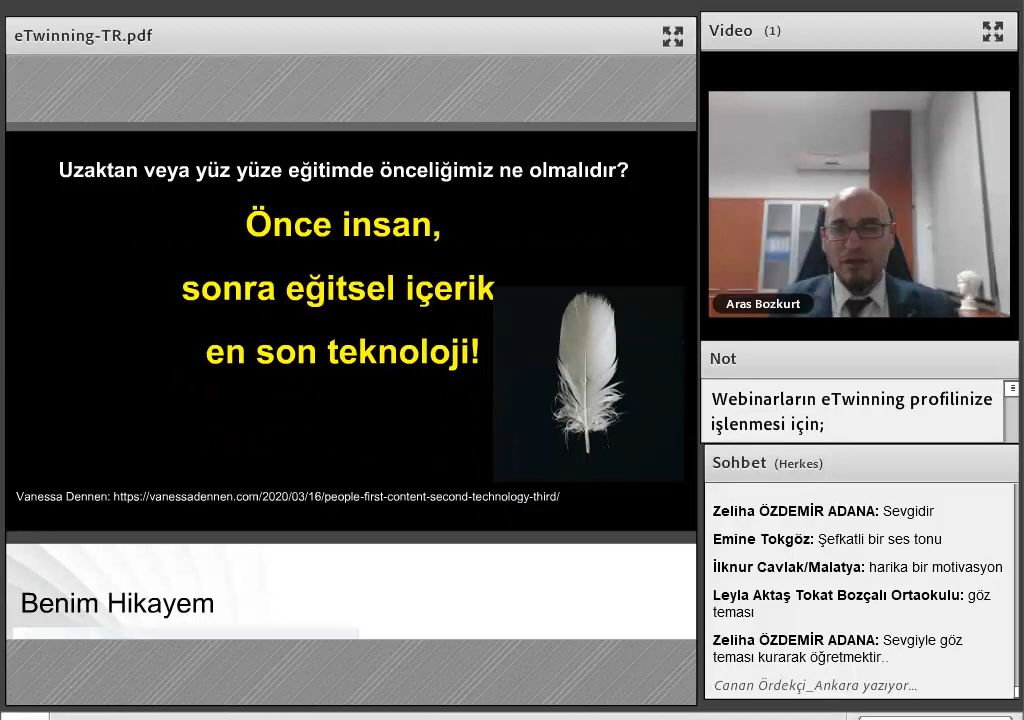 eTwinning-TR.pdf
Uzaktan veya yüz yüze eğitimde önceliğimiz ne olmalıdır?
Önce insan,
sonra eğitsel içerik
en son teknoloji!
Vanessa Dennen: https://vanessadennen.com/2020/03/16/people-first-content-second-technology-third/
Benim Hikayem
Video (1)
Aras Bozkurt
Not
Webinarların eTwinning profilinize
işlenmesi için;
Sohbet (Herkes)
Zeliha ÖZDEMİR ADANA: Sevgidir
Emine Tokgöz: Şefkatli bir ses tonu
İlknur Cavlak/Malatya: harika bir motivasyon
Leyla Aktaş Tokat Bozçalı Ortaokulu: göz
teması
Zeliha ÖZDEMİR ADANA: Sevgiyle göz
teması kurarak öğretmektir..
Canan Ördekçi_Ankara yazıyor...